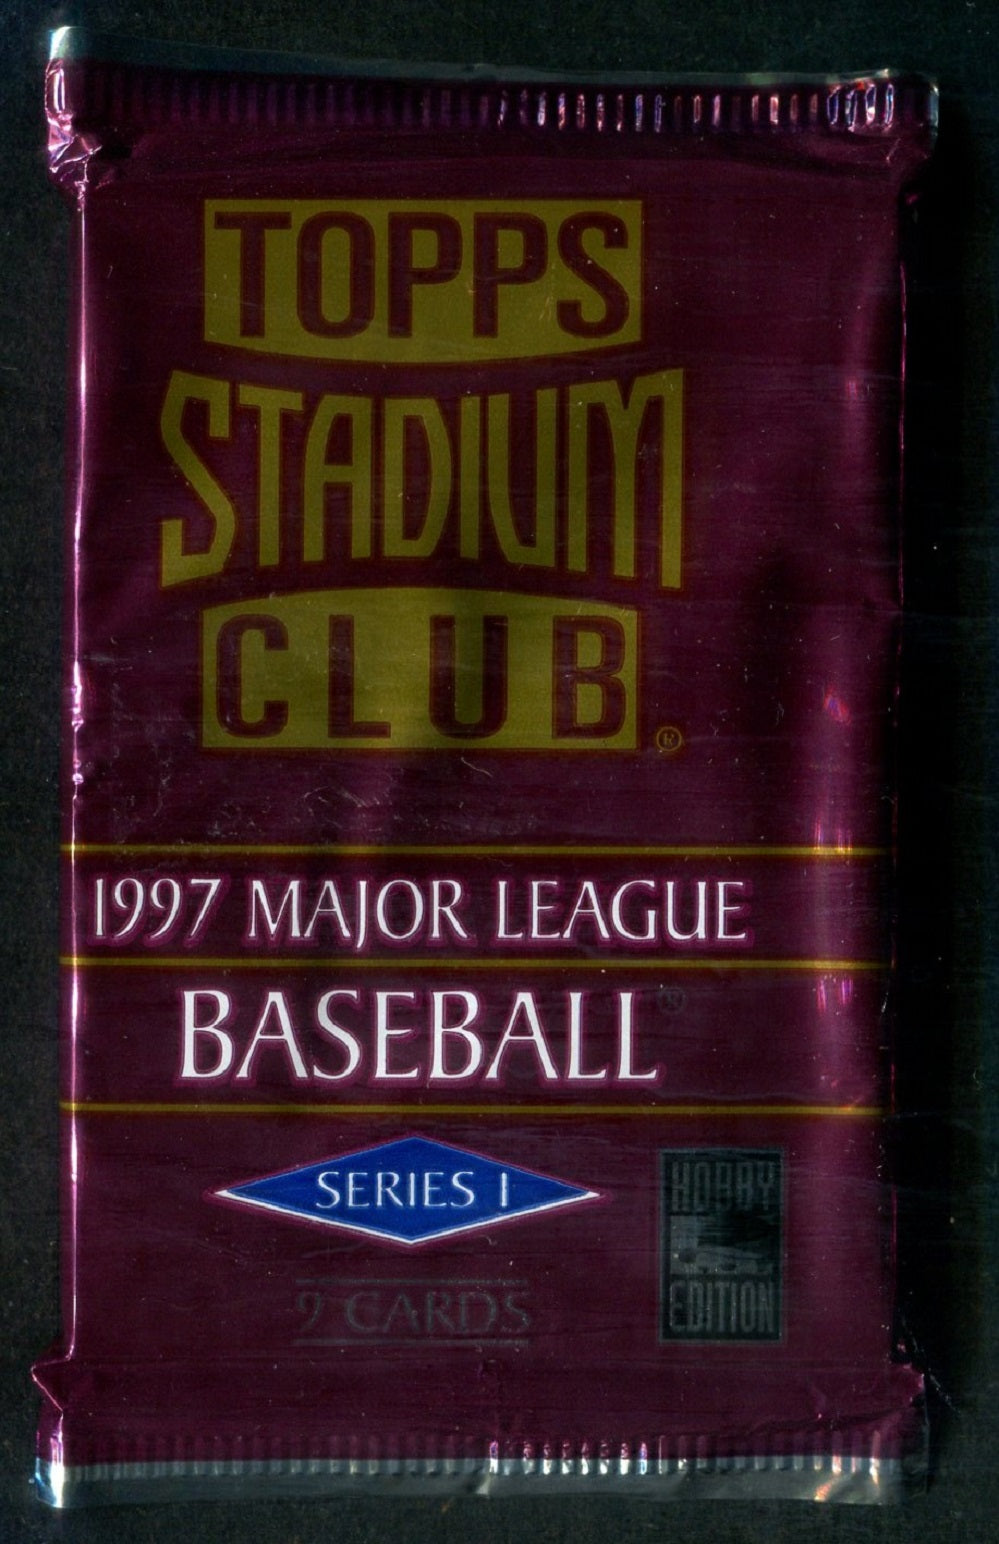 TOPPS
STADIUM
CLUB®
1997 MAJOR LEAGUE
BASEBALL®
SERIES 1
HOBBY
EDITION
9 CARDS